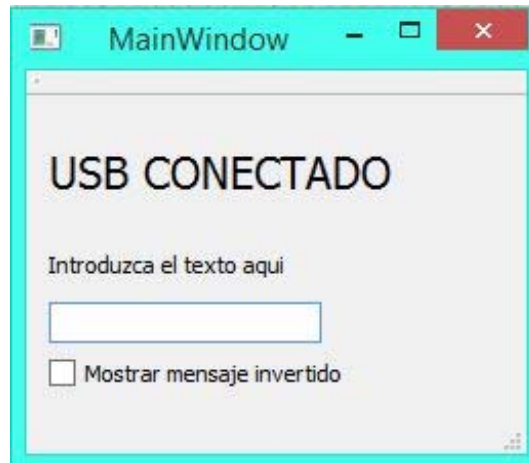 MainWindow
USB CONECTADO
Introduzca el texto aqui
Mostrar mensaje invertido